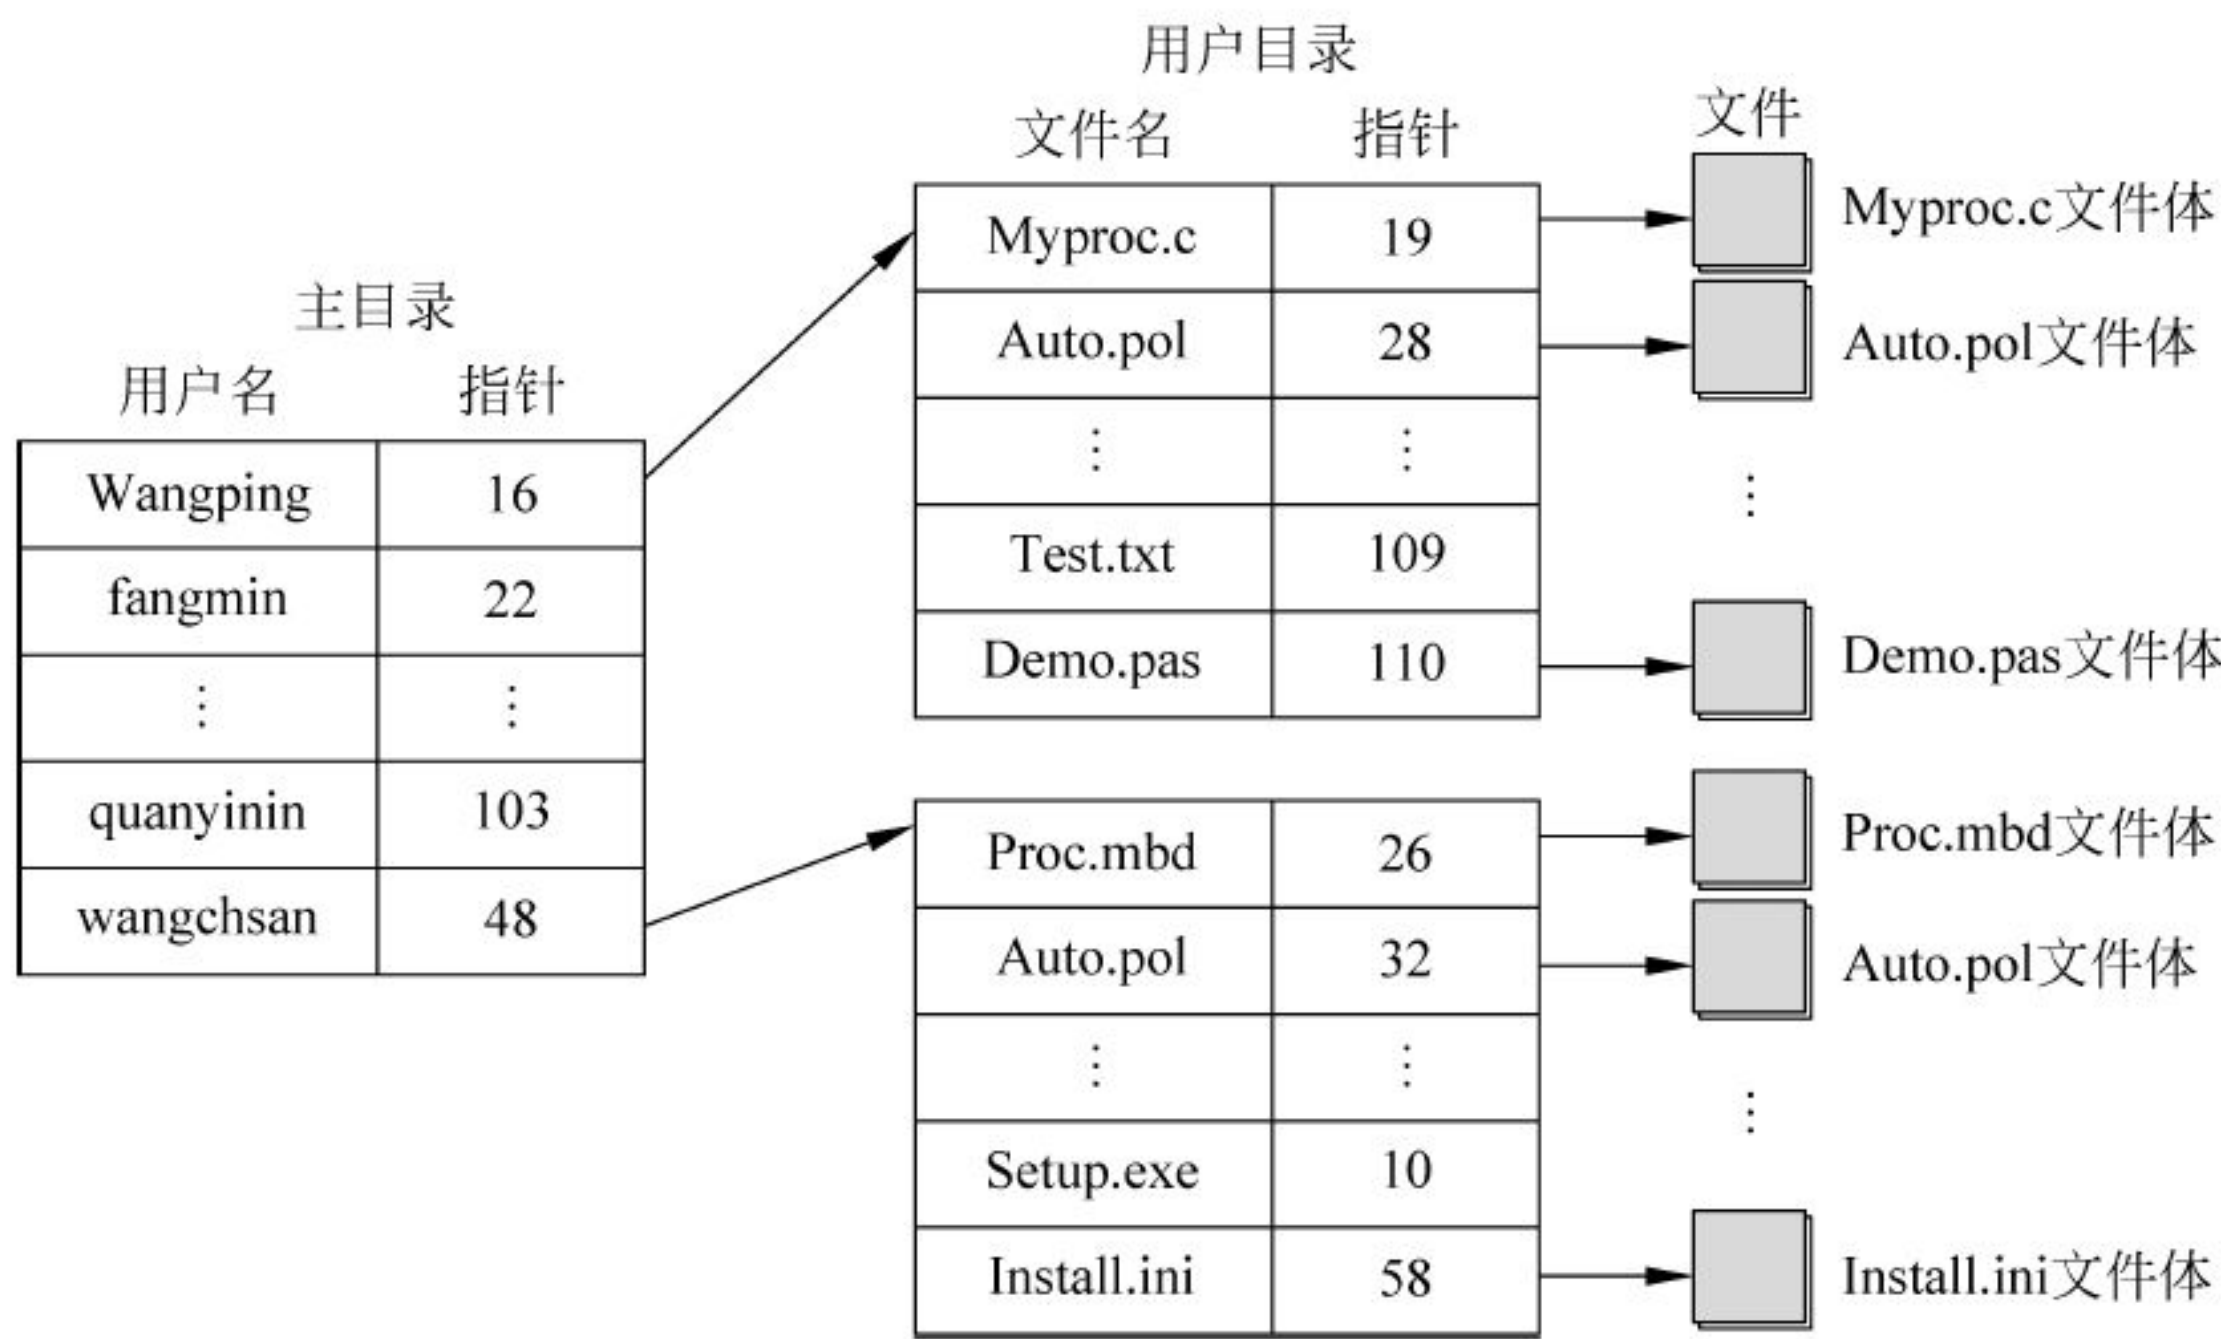 用户目录
文件名 指针 文件
Myproc.c 19 Myproc.c文件体
Auto.pol 28 Auto.pol文件体
⋮ ⋮ ⋮
Test.txt 109
Demo.pas 110 Demo.pas文件体
主目录
用户名 指针
Wangping 16
fangmin 22
⋮ ⋮
quanyinin 103
wangchsan 48
Proc.mbd 26 Proc.mbd文件体
Auto.pol 32 Auto.pol文件体
⋮ ⋮ ⋮
Setup.exe 10
Install.ini 58 Install.ini文件体